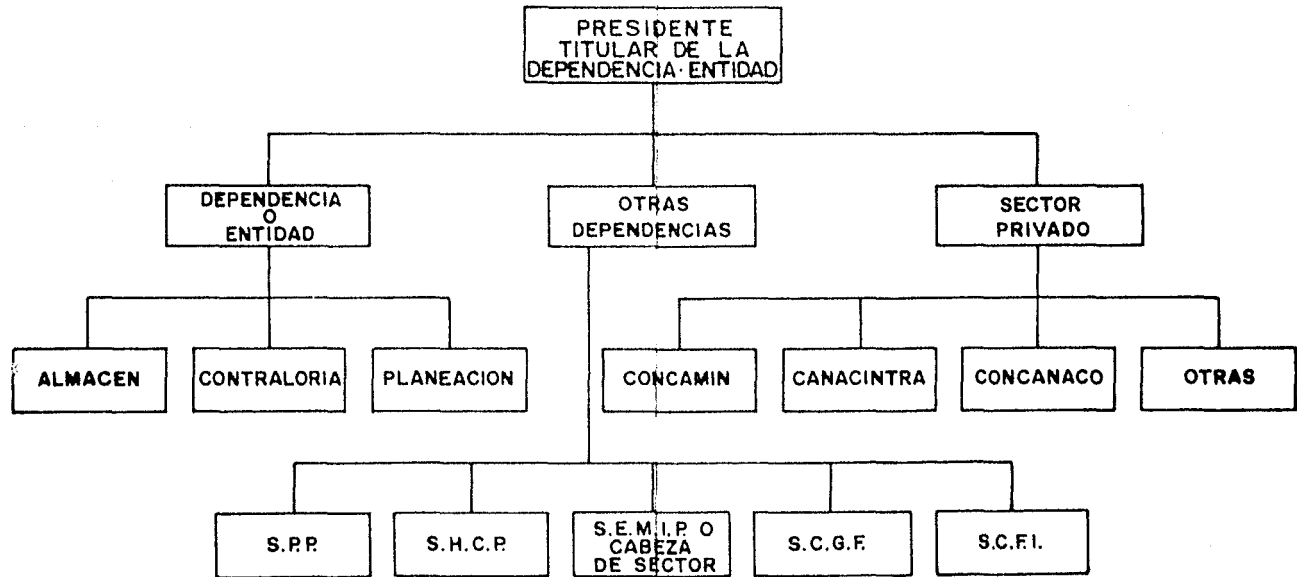 PRESIDENTE
TITULAR DE LA
DEPENDENCIA·ENTIDAD
DEPENDENCIA
O
ENTIDAD
OTRAS
DEPENDENCIAS
SECTOR
PRIVADO
ALMACEN
CONTRALORIA
PLANEACION
CONCAMIN
CANACINTRA
CONCANACO
OTRAS
S.P.P.
S.H.C.P.
S.E.M.I.P. O
CABEZA
DE SECTOR
S.C.G.F.
S.C.F.I.